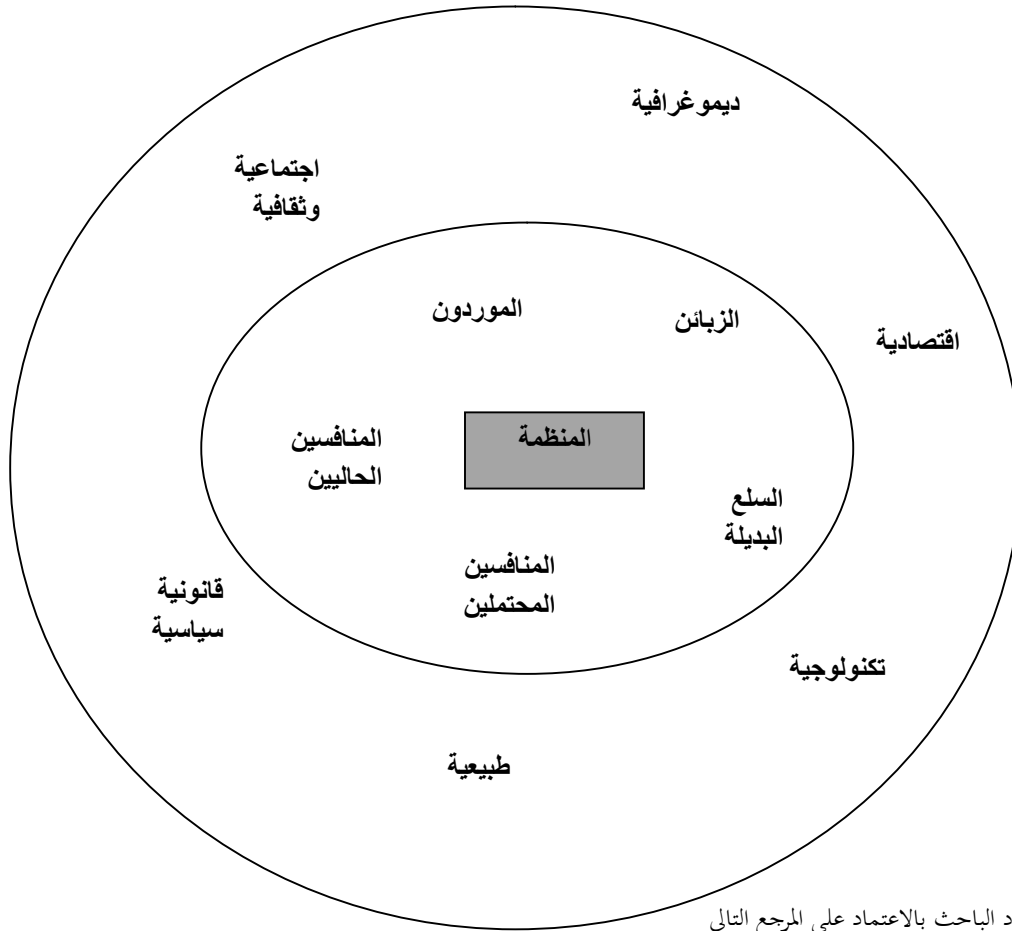 ديموغرافية
اجتماعية
وثقافية
الموردون
الزبائن
اقتصادية
المنظمة
المنافسين
الحاليين
السلع
البديلة
المنافسين
المحتملين
قانونية
سياسية
تكنولوجية
طبيعية
د الباحث بالاعتماد على المرجع التالي